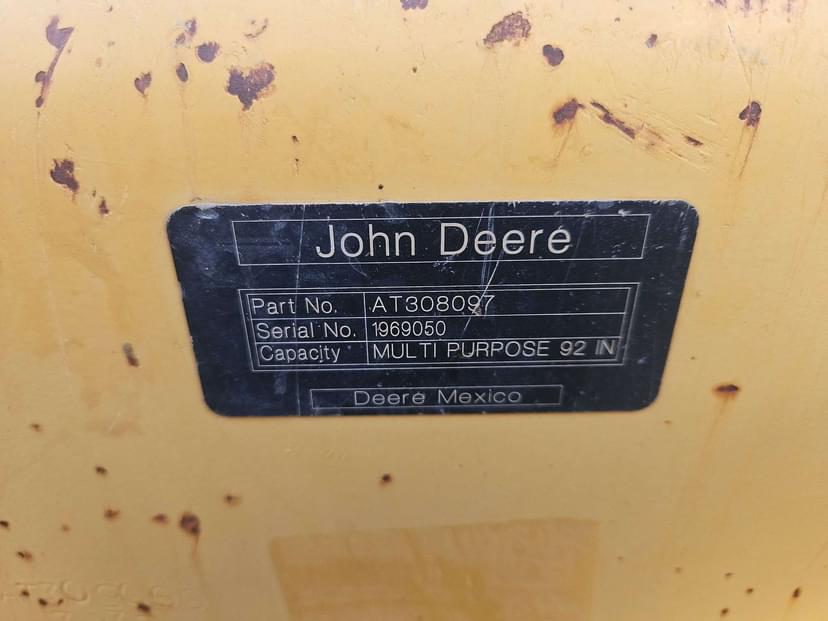 John Deere
Part No. AT308097
Serial No. 1969050
Capacity MULTI PURPOSE 92 IN
Deere Mexico